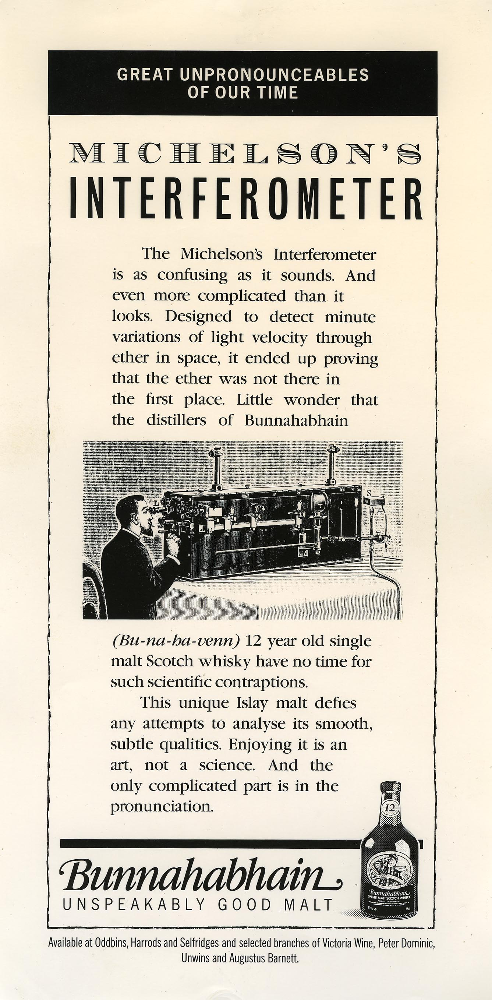 GREAT UNPRONOUNCEABLES
OF OUR TIME
MICHELSON'S
INTERFEROMETER
The Michelson's Interferometer
is as confusing as it sounds. And
even more complicated than it
looks. Designed to detect minute
variations of light velocity through
ether in space, it ended up proving
that the ether was not there in
the first place. Little wonder that
the distillers of Bunnahabhain
L
S
(Bu-na-ha-venn) 12 year old single
malt Scotch whisky have no time for
such scientific contraptions.
This unique Islay malt defies
any attempts to analyse its smooth,
subtle qualities. Enjoying it is an
art, not a science. And the
only complicated part is in the
pronunciation.
12
Bunnahabhain
SINGLE MALT SCOTCH WHISKY
40% VOL 75cl
Bunnahabhain
UNSPEAKABLY GOOD MALT
Available at Oddbins, Harrods and Selfridges and selected branches of Victoria Wine, Peter Dominic,
Unwins and Augustus Barnett.